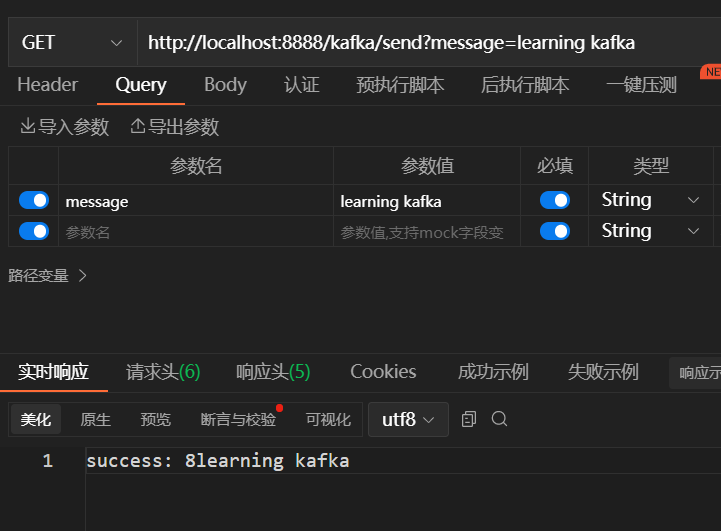 GET http://localhost:8888/kafka/send?message=learning kafka
Header Query Body 认证 预执行脚本 后执行脚本 一键压测 NE
导入参数 导出参数
参数名 参数值 必填 类型
message learning kafka String
参数名 参数值,支持mock字段变 String
路径变量
实时响应 请求头(6) 响应头(5) Cookies 成功示例 失败示例 响应示
美化 原生 预览 断言与校验 可视化 utf8
1 success: 8learning kafka